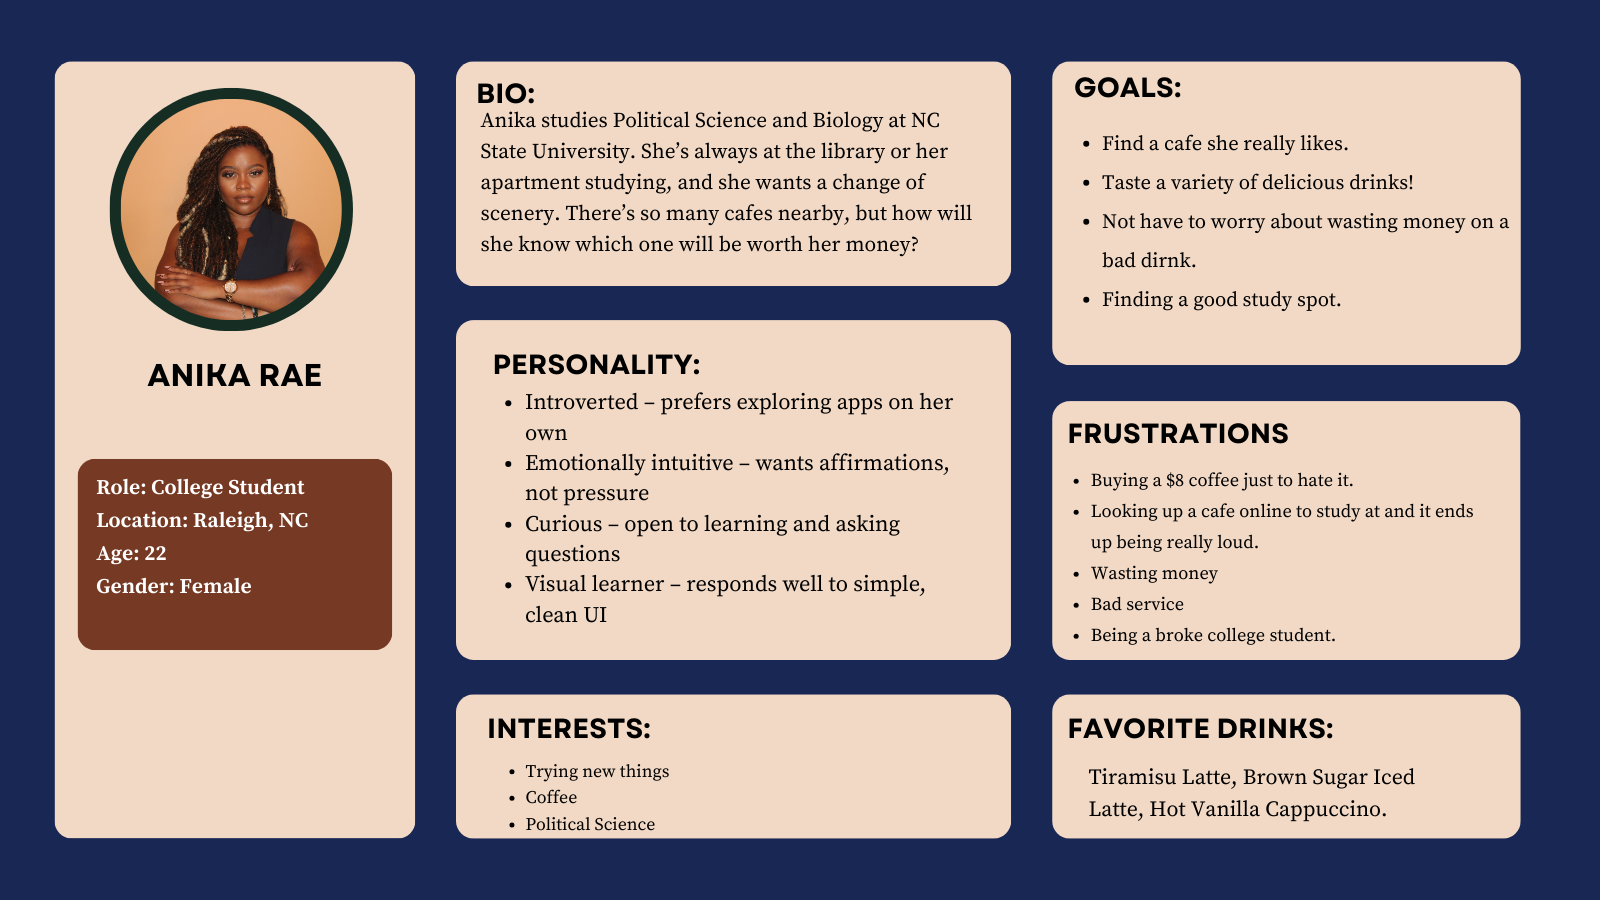 ANIKA RAE
Role: College Student
Location: Raleigh, NC
Age: 22
Gender: Female
BIO:
Anika studies Political Science and Biology at NC
State University. She’s always at the library or her
apartment studying, and she wants a change of
scenery. There’s so many cafes nearby, but how will
she know which one will be worth her money?
PERSONALITY:
• Introverted – prefers exploring apps on her
own
• Emotionally intuitive – wants affirmations,
not pressure
• Curious – open to learning and asking
questions
• Visual learner – responds well to simple,
clean UI
INTERESTS:
• Trying new things
• Coffee
• Political Science
GOALS:
• Find a cafe she really likes.
• Taste a variety of delicious drinks!
• Not have to worry about wasting money on a
bad dirnk.
• Finding a good study spot.
FRUSTRATIONS
• Buying a $8 coffee just to hate it.
• Looking up a cafe online to study at and it ends
up being really loud.
• Wasting money
• Bad service
• Being a broke college student.
FAVORITE DRINKS:
Tiramisu Latte, Brown Sugar Iced
Latte, Hot Vanilla Cappuccino.